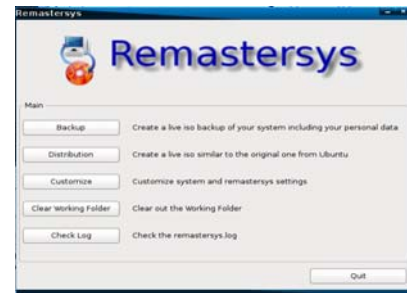 Remastersys
Remastersys
Main
Backup Create a live iso backup of your system including your personal data
Distribution Create a live iso similar to the original one from Ubuntu
Customize Customize system and remastersys settings
Clear Working Folder Clear out the Working Folder
Check Log Check the remastersys.log
Quit